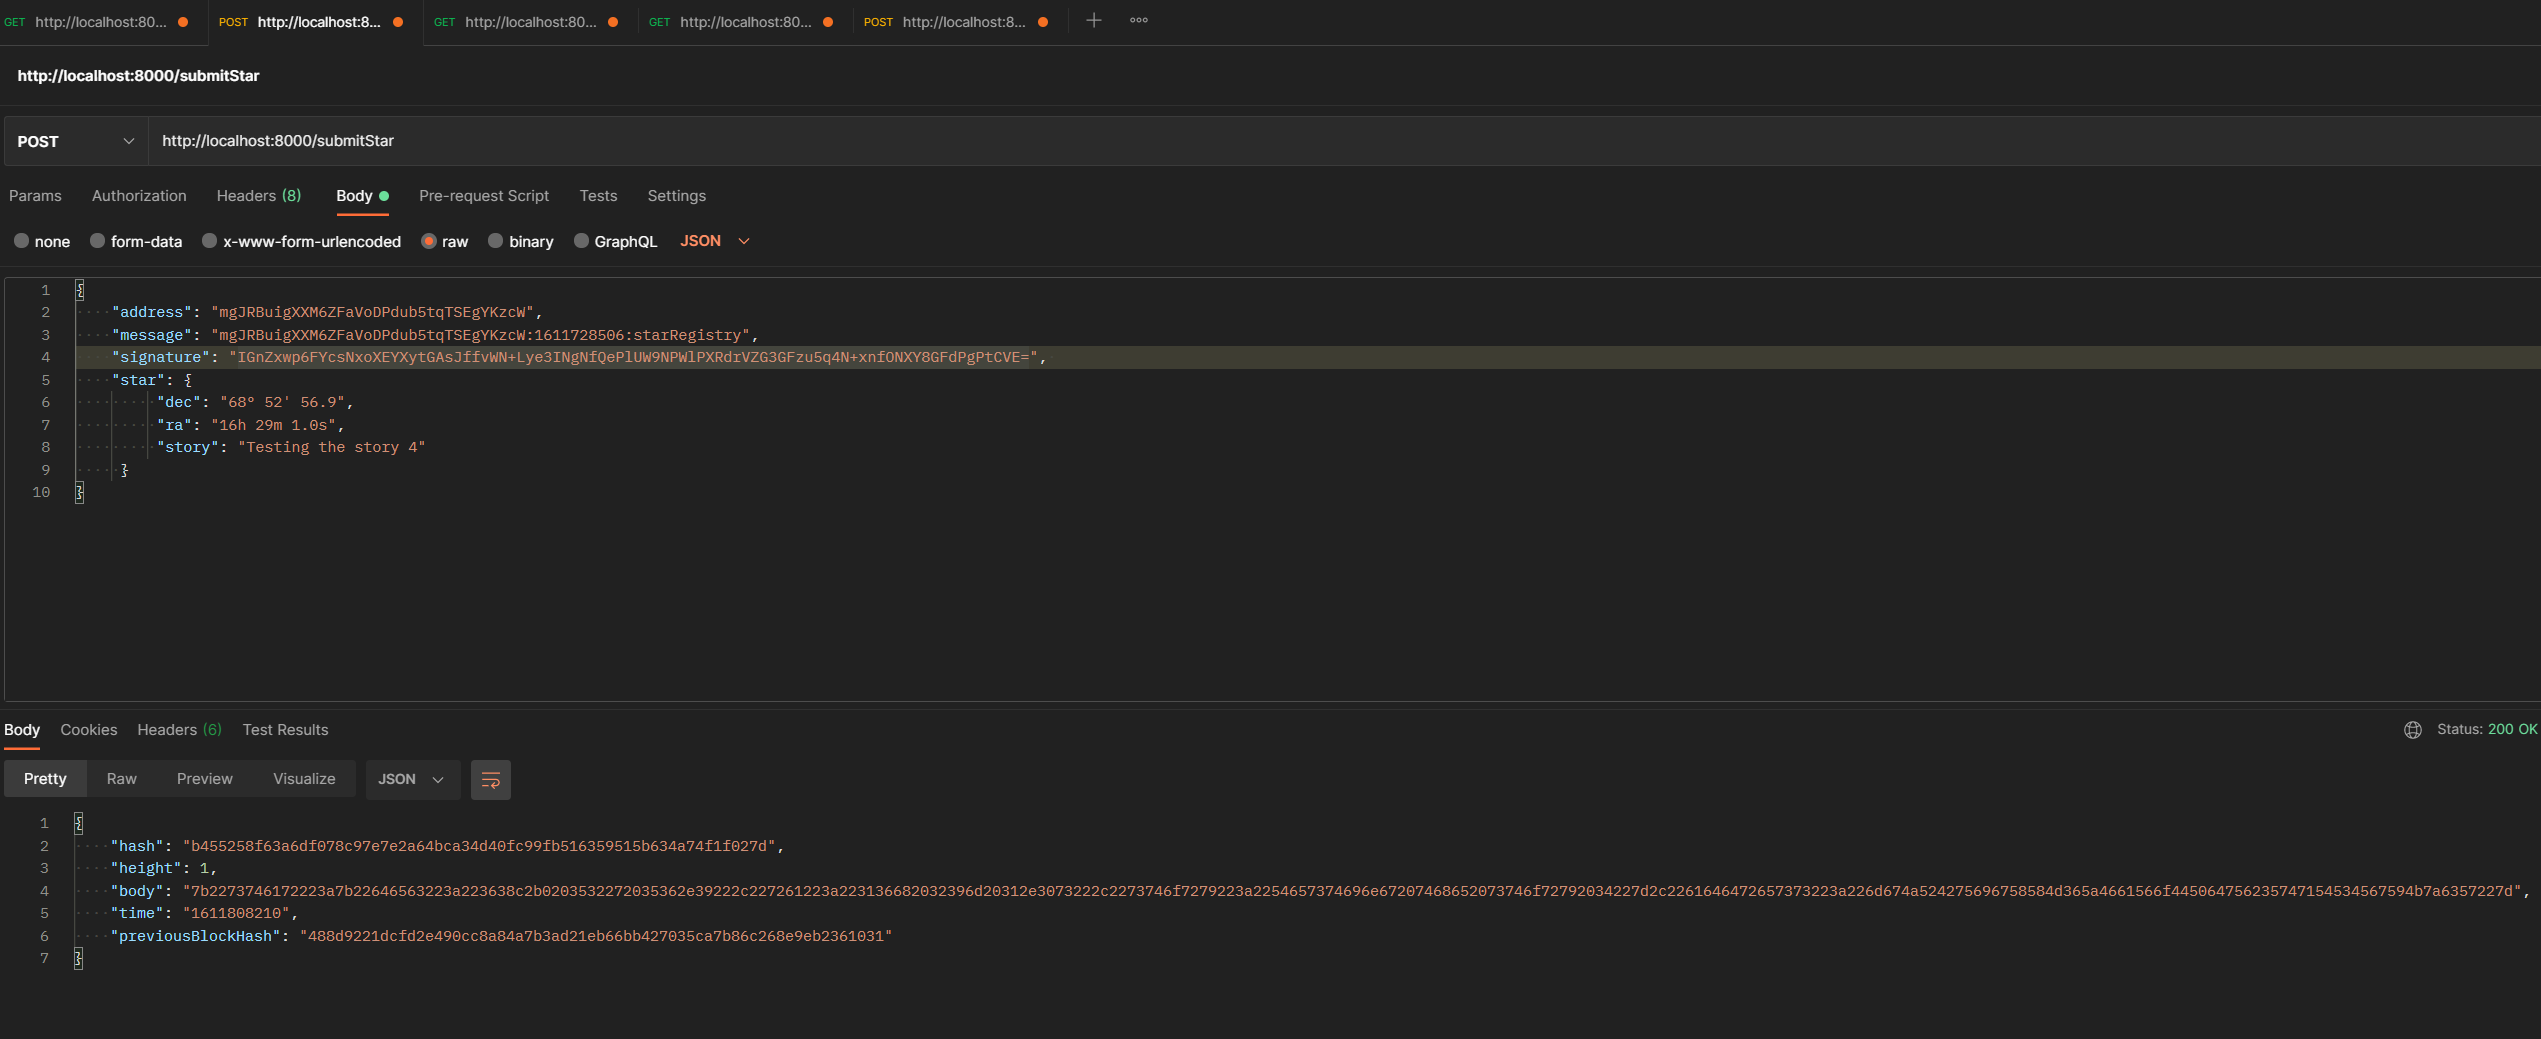 GET http://localhost:80... POST http://localhost:8... GET http://localhost:80... GET http://localhost:80... POST http://localhost:8...
http://localhost:8000/submitStar
POST http://localhost:8000/submitStar
Params Authorization Headers (8) Body Pre-request Script Tests Settings
none form-data x-www-form-urlencoded raw binary GraphQL JSON
1 {
2 "address": "mgJRBuigXXM6ZFaVoDPdub5tqTSEgYKzcW",
3 "message": "mgJRBuigXXM6ZFaVoDPdub5tqTSEgYKzcW:1611728506:starRegistry",
4 "signature": "IGnZxwp6FYcsNxoXEYXytGAsJffvWN+Lye3INgNfQePlUW9NPWlPXRdrVZG3GFzu5q4N+xnfONXY8GFdPgPtCVE=",
5 "star": {
6 "dec": "68° 52' 56.9",
7 "ra": "16h 29m 1.0s",
8 "story": "Testing the story 4"
9 }
10 }
Body Cookies Headers (6) Test Results Status: 200 OK
Pretty Raw Preview Visualize JSON
1 {
2 "hash": "b455258f63a6df078c97e7e2a64bca34d40fc99fb516359515b634a74f1f027d",
3 "height": 1,
4 "body": "7b2273746172223a7b22646563223a223638c2b0203532272035362e39222c227261223a223136682032396d20312e3073222c2273746f7279223a2254657374696e67207468652073746f72792034227d2c2261646472657373223a226d674a524275696758584d365a4661566f4450647562357471545345675​94b7a6357227d",
5 "time": "1611808210",
6 "previousBlockHash": "488d9221dcfd2e490cc8a84a7b3ad21eb66bb427035ca7b86c268e9eb2361031"
7 }